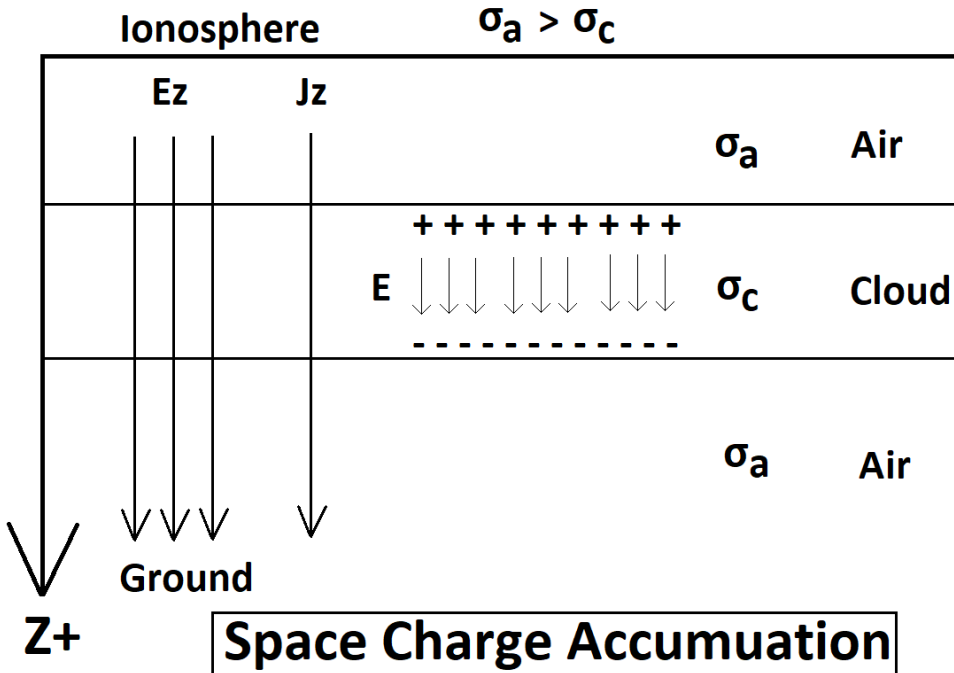 Ionosphere σa > σc
Ez Jz
σa Air
+ + + + + + + + +
E σc Cloud
- - - - - - - - - - - -
σa Air
Ground
Z+
Space Charge Accumuation